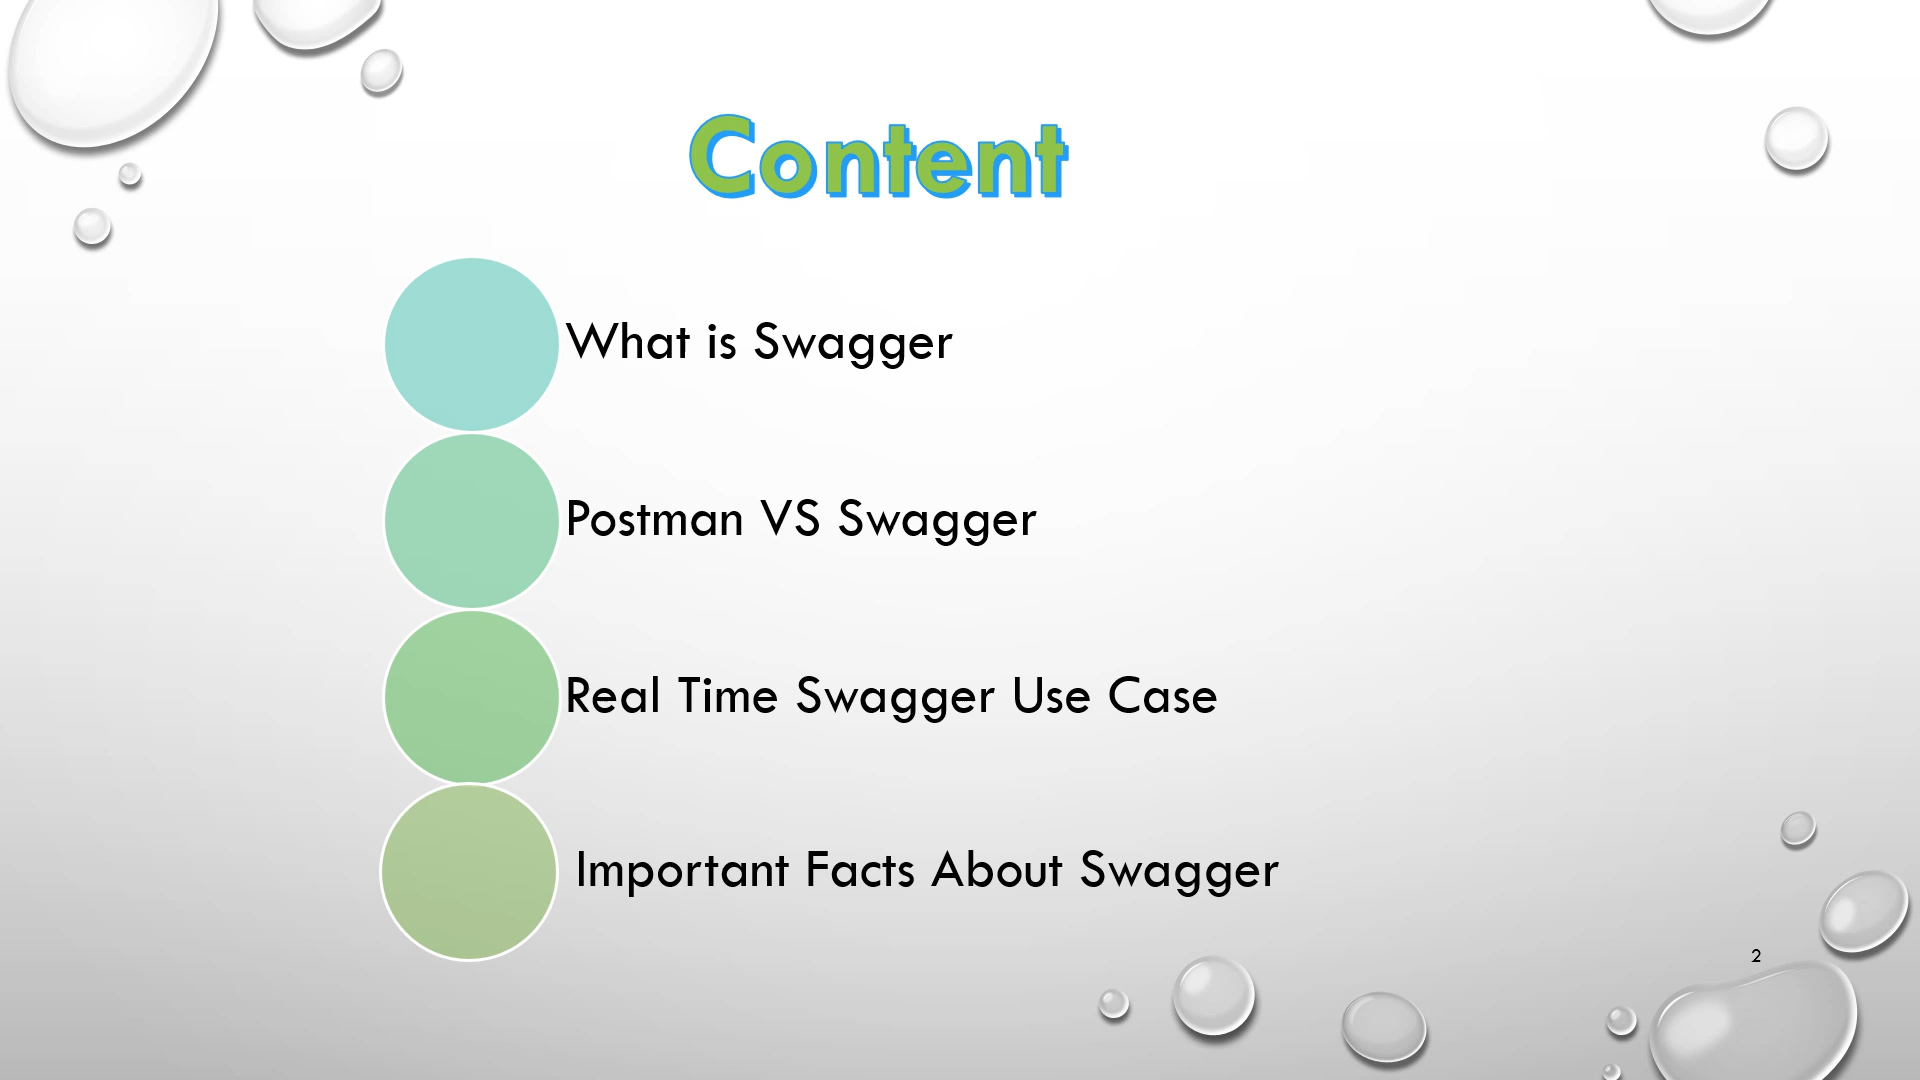 Content
What is Swagger
Postman VS Swagger
Real Time Swagger Use Case
Important Facts About Swagger
2